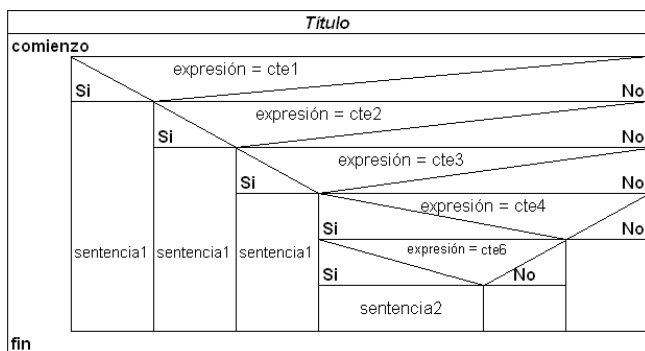 Título
comienzo
expresión = cte1
Si No
expresión = cte2
Si No
expresión = cte3
Si No
expresión = cte4
Si No
expresión = cte6
Si No
sentencia1 sentencia1 sentencia1
sentencia2
fin